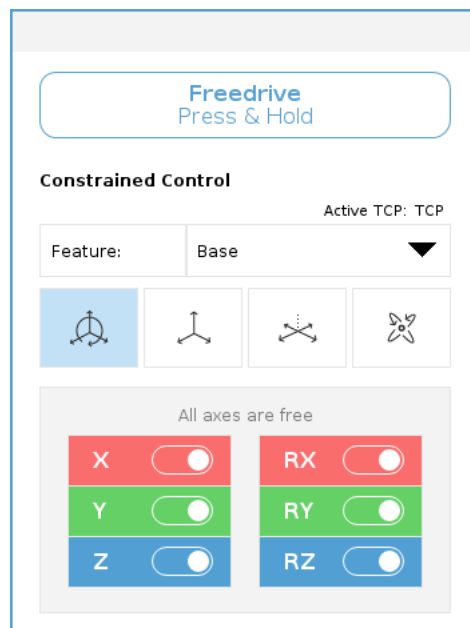 Freedrive
Press & Hold
Constrained Control
Active TCP: TCP
Feature: Base
All axes are free
X RX
Y RY
Z RZ